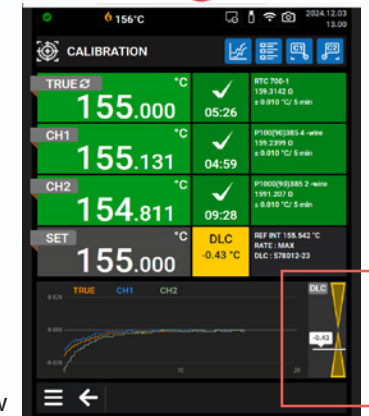 156°C
2024.12.03
13.00
CALIBRATION
TRUE
°C
155.000
05:26
RTC 700-1
159.3142 Ω
± 0.010 °C/ 5 min
CH1
°C
155.131
04:59
P100(90)385 4 -wire
159.2399 Ω
± 0.010 °C/ 5 min
CH2
°C
154.811
09:28
P1000(90)385 2 -wire
1591.207 Ω
± 0.010 °C/ 5 min
SET
°C
155.000
DLC
-0.43 °C
REF INT 155.542 °C
RATE : MAX
DLC : 578012-23
TRUE CH1 CH2
DLC
0.000
-0.43
10